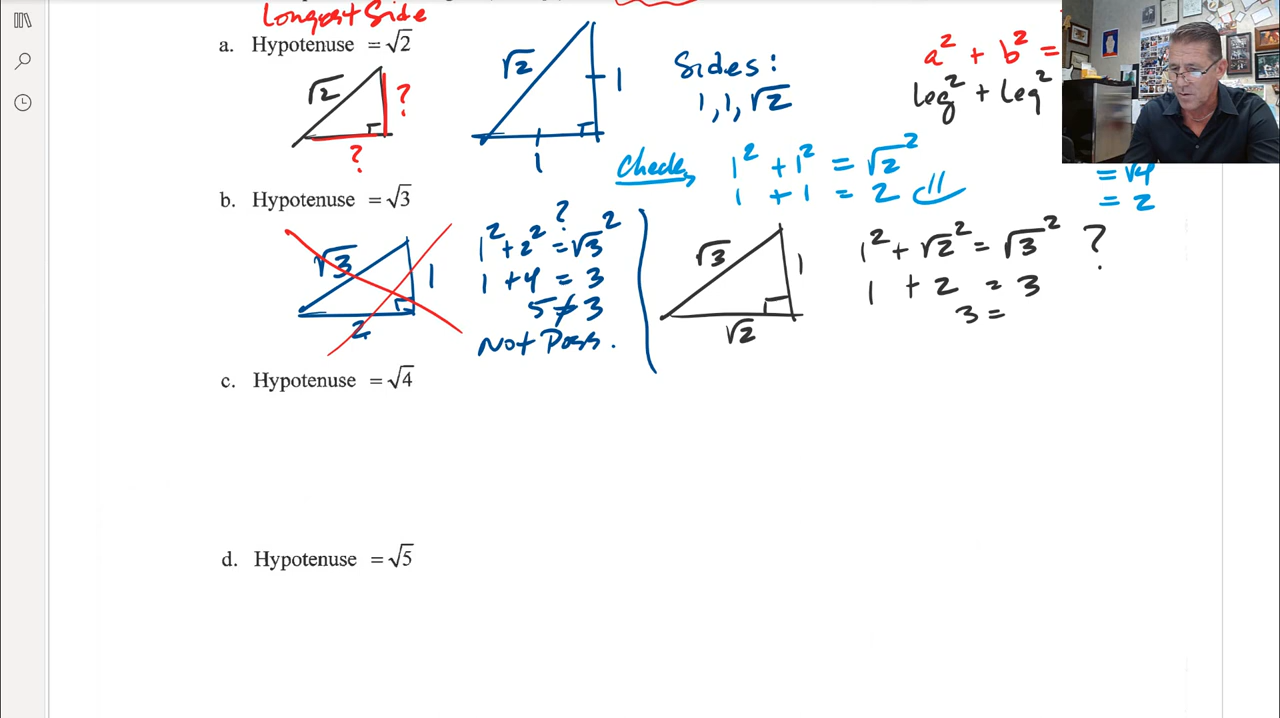 Longest Side
a. Hypotenuse = √2
√2
?
?
√2
1
1
Sides:
1, 1, √2
a² + b² =
Leg² + Leg²
Check,
1² + 1² = √2²
1 + 1 = 2
= √4
= 2
b. Hypotenuse = √3
√3
1
2
?
1² + 2² = √3²
1 + 4 = 3
5 ≠ 3
Not Pass.
√3
1
√2
1² + √2² = √3² ?
1 + 2 = 3
3 =
c. Hypotenuse = √4
d. Hypotenuse = √5